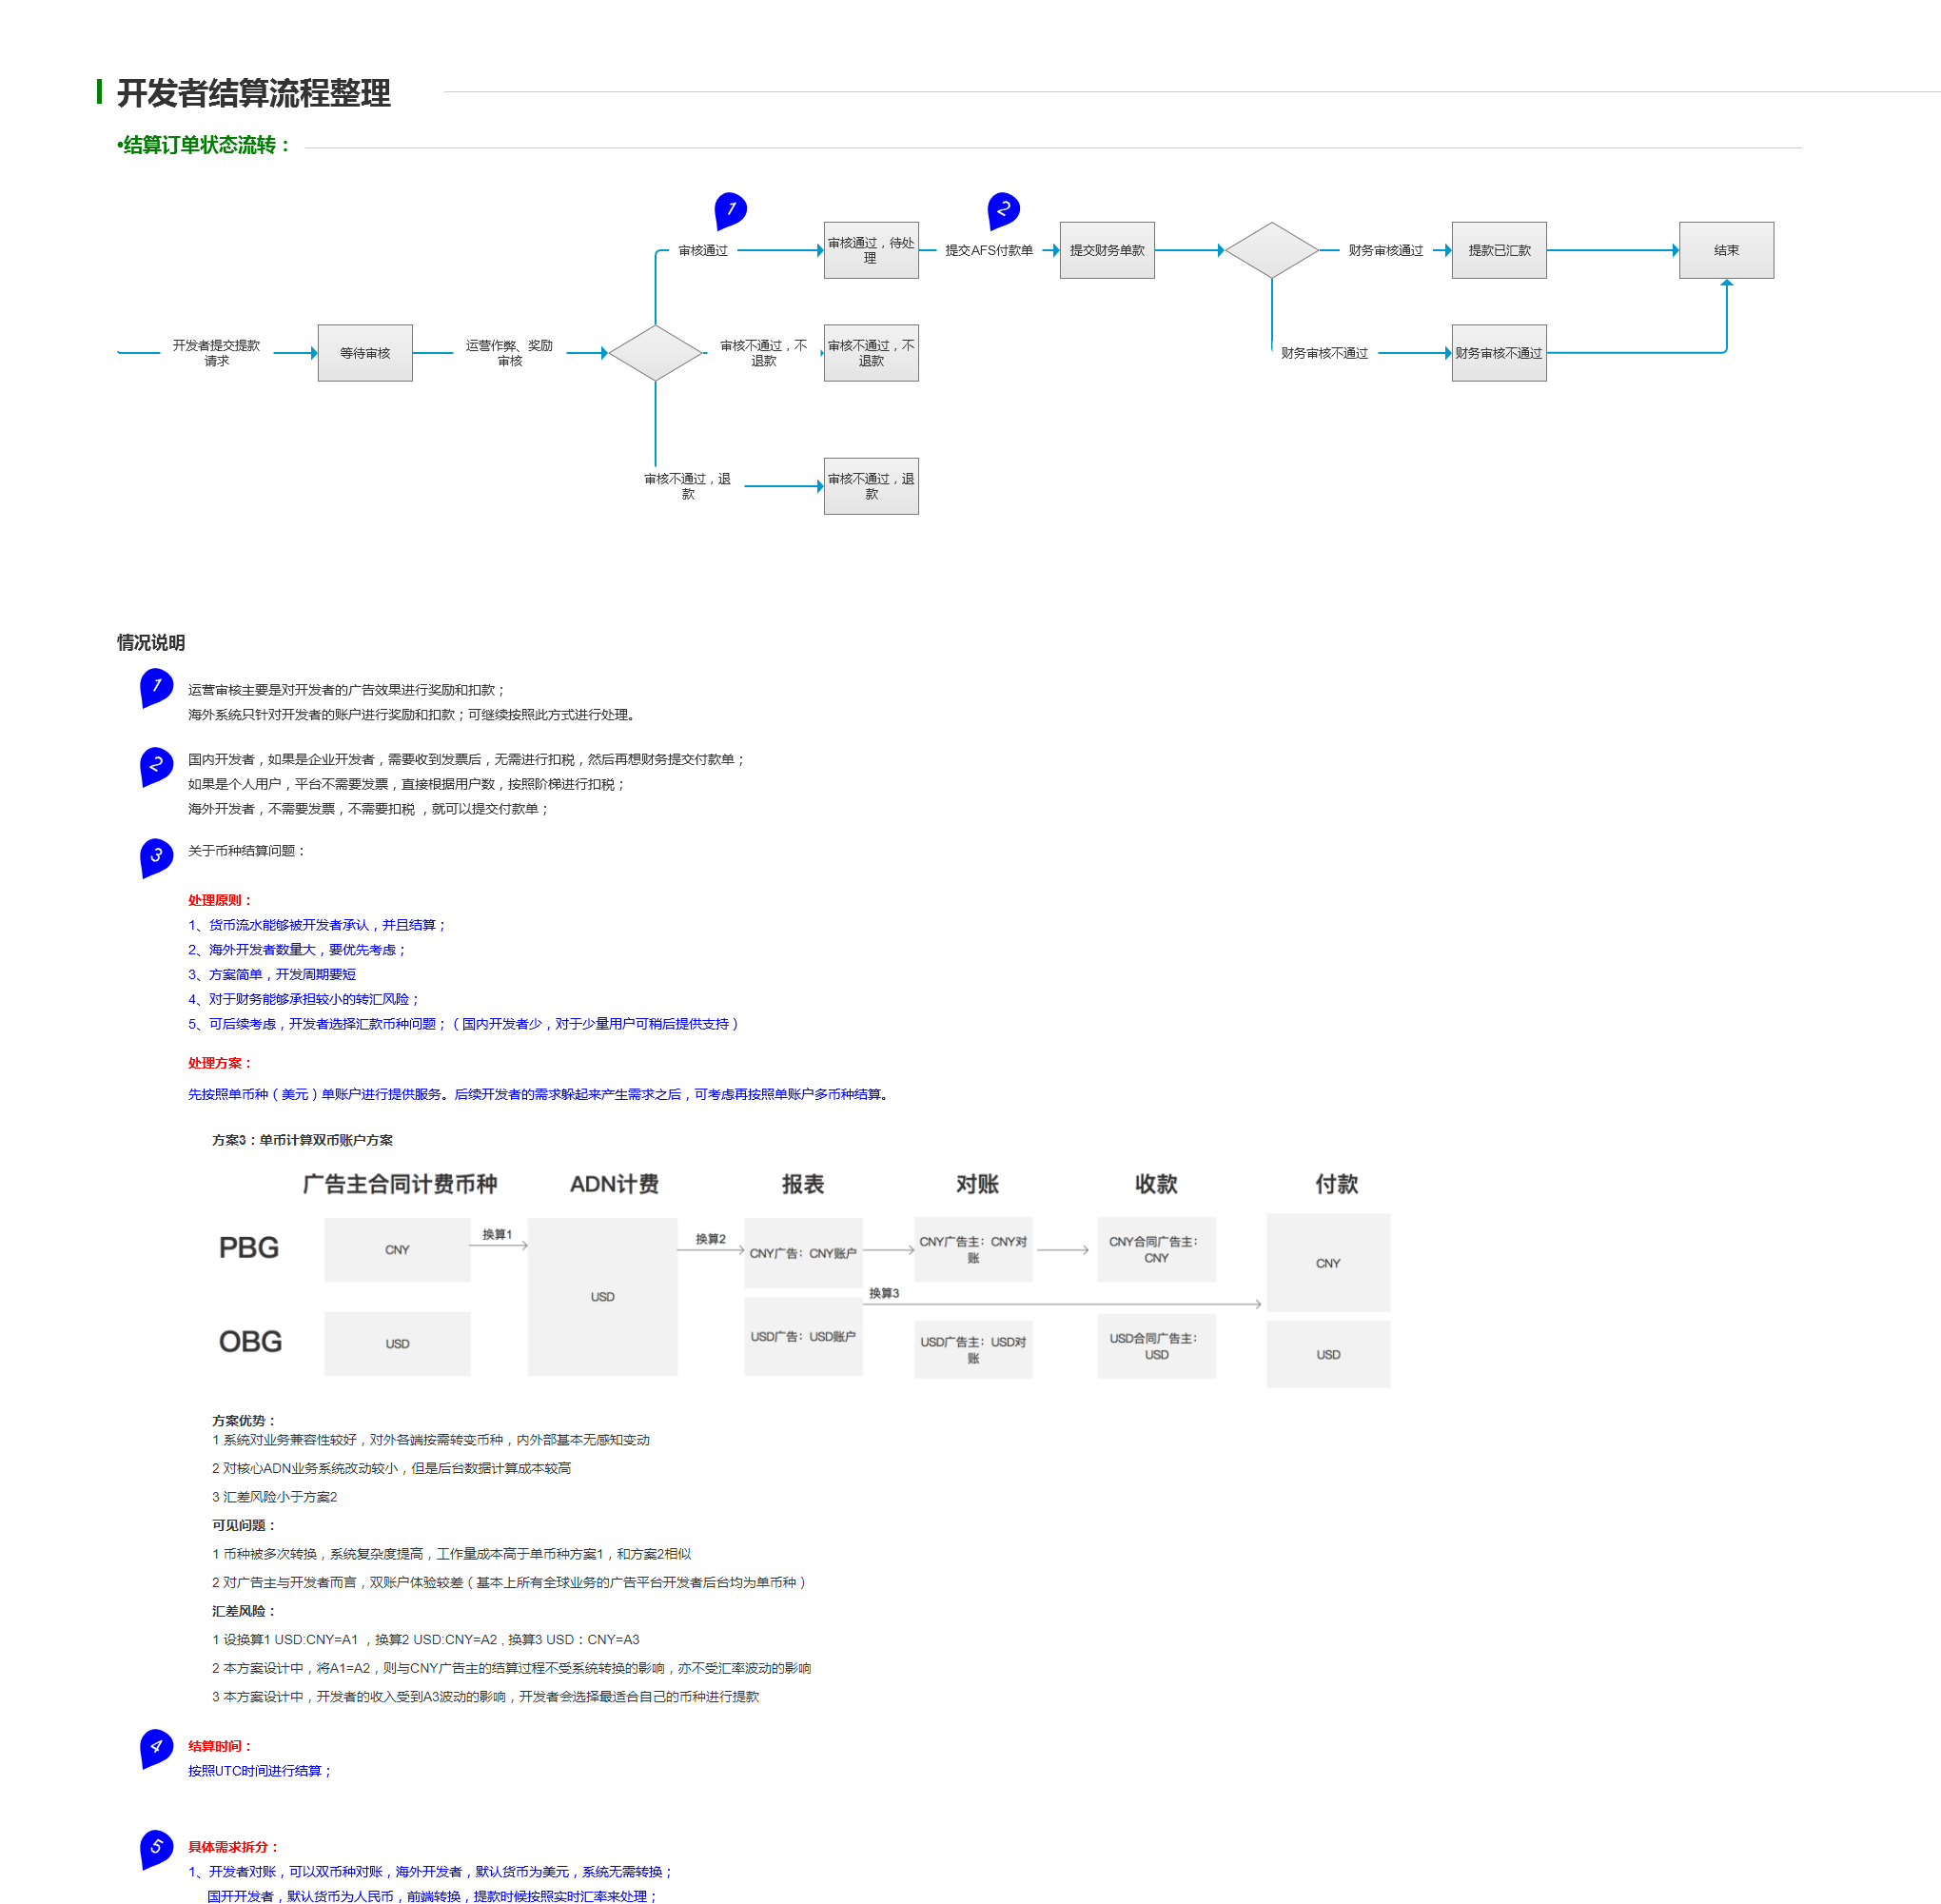 开发者结算流程整理
•结算订单状态流转：
1
2
审核通过
审核通过，待处
理
提交AFS付款单
提交财务单款
财务审核通过
提款已汇款
结束
开发者提交提款
请求
等待审核
运营作弊、奖励
审核
审核不通过，不
退款
审核不通过，不
退款
财务审核不通过
财务审核不通过
审核不通过，退
款
审核不通过，退
款
情况说明
1
运营审核主要是对开发者的广告效果进行奖励和扣款；
海外系统只针对开发者的账户进行奖励和扣款；可继续按照此方式进行处理。
2
国内开发者，如果是企业开发者，需要收到发票后，无需进行扣税，然后再想财务提交付款单；
如果是个人用户，平台不需要发票，直接根据用户数，按照阶梯进行扣税；
海外开发者，不需要发票，不需要扣税 ，就可以提交付款单；
3
关于币种结算问题：
处理原则：
1、货币流水能够被开发者承认，并且结算；
2、海外开发者数量大，要优先考虑；
3、方案简单，开发周期要短
4、对于财务能够承担较小的转汇风险；
5、可后续考虑，开发者选择汇款币种问题；（国内开发者少，对于少量用户可稍后提供支持）
处理方案：
先按照单币种（美元）单账户进行提供服务。后续开发者的需求躲起来产生需求之后，可考虑再按照单账户多币种结算。
方案3：单币计算双币账户方案
广告主合同计费币种
ADN计费
报表
对账
收款
付款
PBG
CNY
换算1
USD
换算2
CNY广告：CNY账户
CNY广告主：CNY对
账
CNY合同广告主：
CNY
CNY
换算3
OBG
USD
USD广告：USD账户
USD广告主：USD对
账
USD合同广告主：
USD
USD
方案优势：
1 系统对业务兼容性较好，对外各端按需转变币种，内外部基本无感知变动
2 对核心ADN业务系统改动较小，但是后台数据计算成本较高
3 汇差风险小于方案2
可见问题：
1 币种被多次转换，系统复杂度提高，工作量成本高于单币种方案1，和方案2相似
2 对广告主与开发者而言，双账户体验较差（基本上所有全球业务的广告平台开发者后台均为单币种）
汇差风险：
1 设换算1 USD:CNY=A1 ，换算2 USD:CNY=A2 , 换算3 USD：CNY=A3
2 本方案设计中，将A1=A2，则与CNY广告主的结算过程不受系统转换的影响，亦不受汇率波动的影响
3 本方案设计中，开发者的收入受到A3波动的影响，开发者会选择最适合自己的币种进行提款
4
结算时间：
按照UTC时间进行结算；
5
具体需求拆分：
1、开发者对账，可以双币种对账，海外开发者，默认货币为美元，系统无需转换；
国开开发者，默认货币为人民币，前端转换，提款时候按照实时汇率来处理；